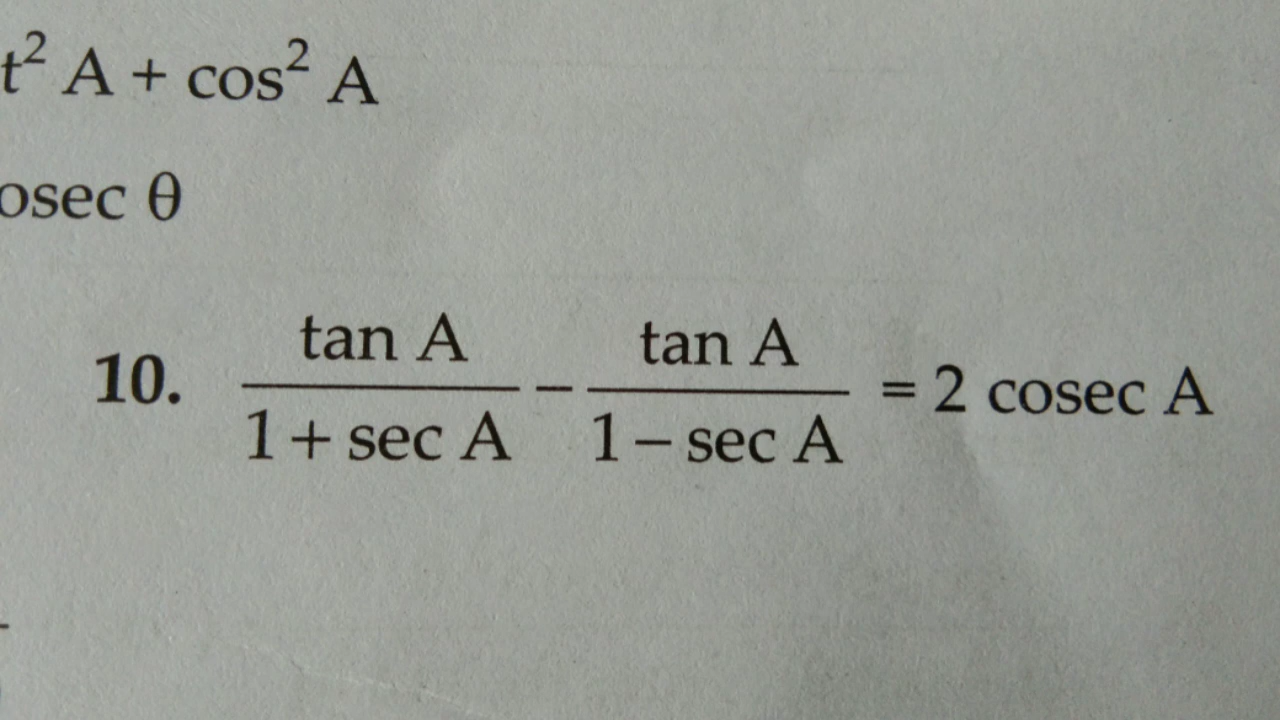 t² A + cos² A
osec θ
10. tan A / 1 + sec A − tan A / 1 − sec A = 2 cosec A